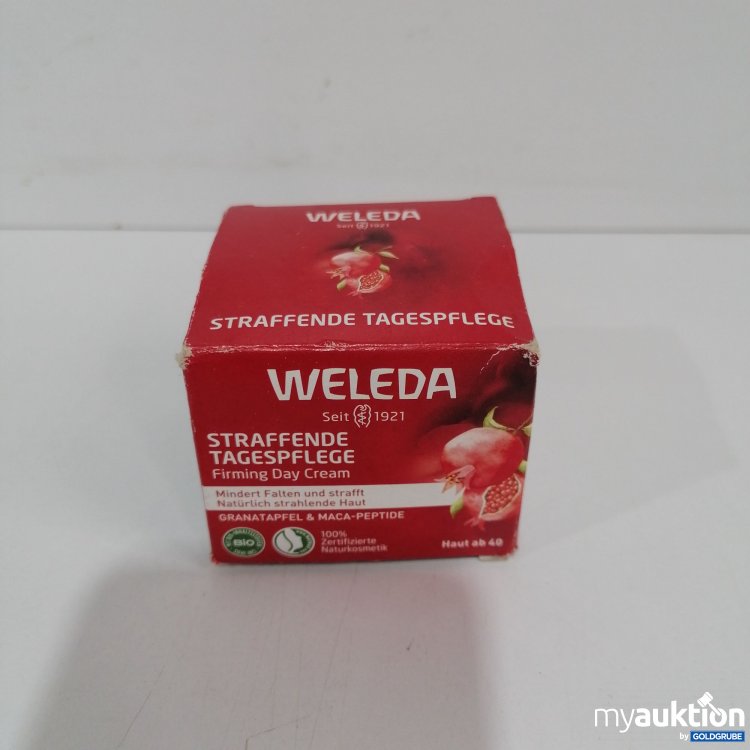 WELEDA
Seit 1921
STRAFFENDE TAGESPFLEGE
WELEDA
Seit 1921
STRAFFENDE
TAGESPFLEGE
Firming Day Cream
Mindert Falten und strafft
Natürlich strahlende Haut
GRANATAPFEL & MACA-PEPTIDE
BIO
100%
Zertifizierte
Naturkosmetik
Haut ab 40
myauktion
by GOLDGRUBE